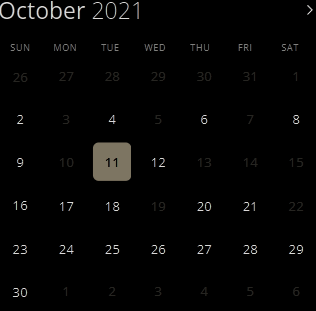 October 2021
SUN MON TUE WED THU FRI SAT
26 27 28 29 30 31 1
2 3 4 5 6 7 8
9 10 11 12 13 14 15
16 17 18 19 20 21 22
23 24 25 26 27 28 29
30 1 2 3 4 5 6